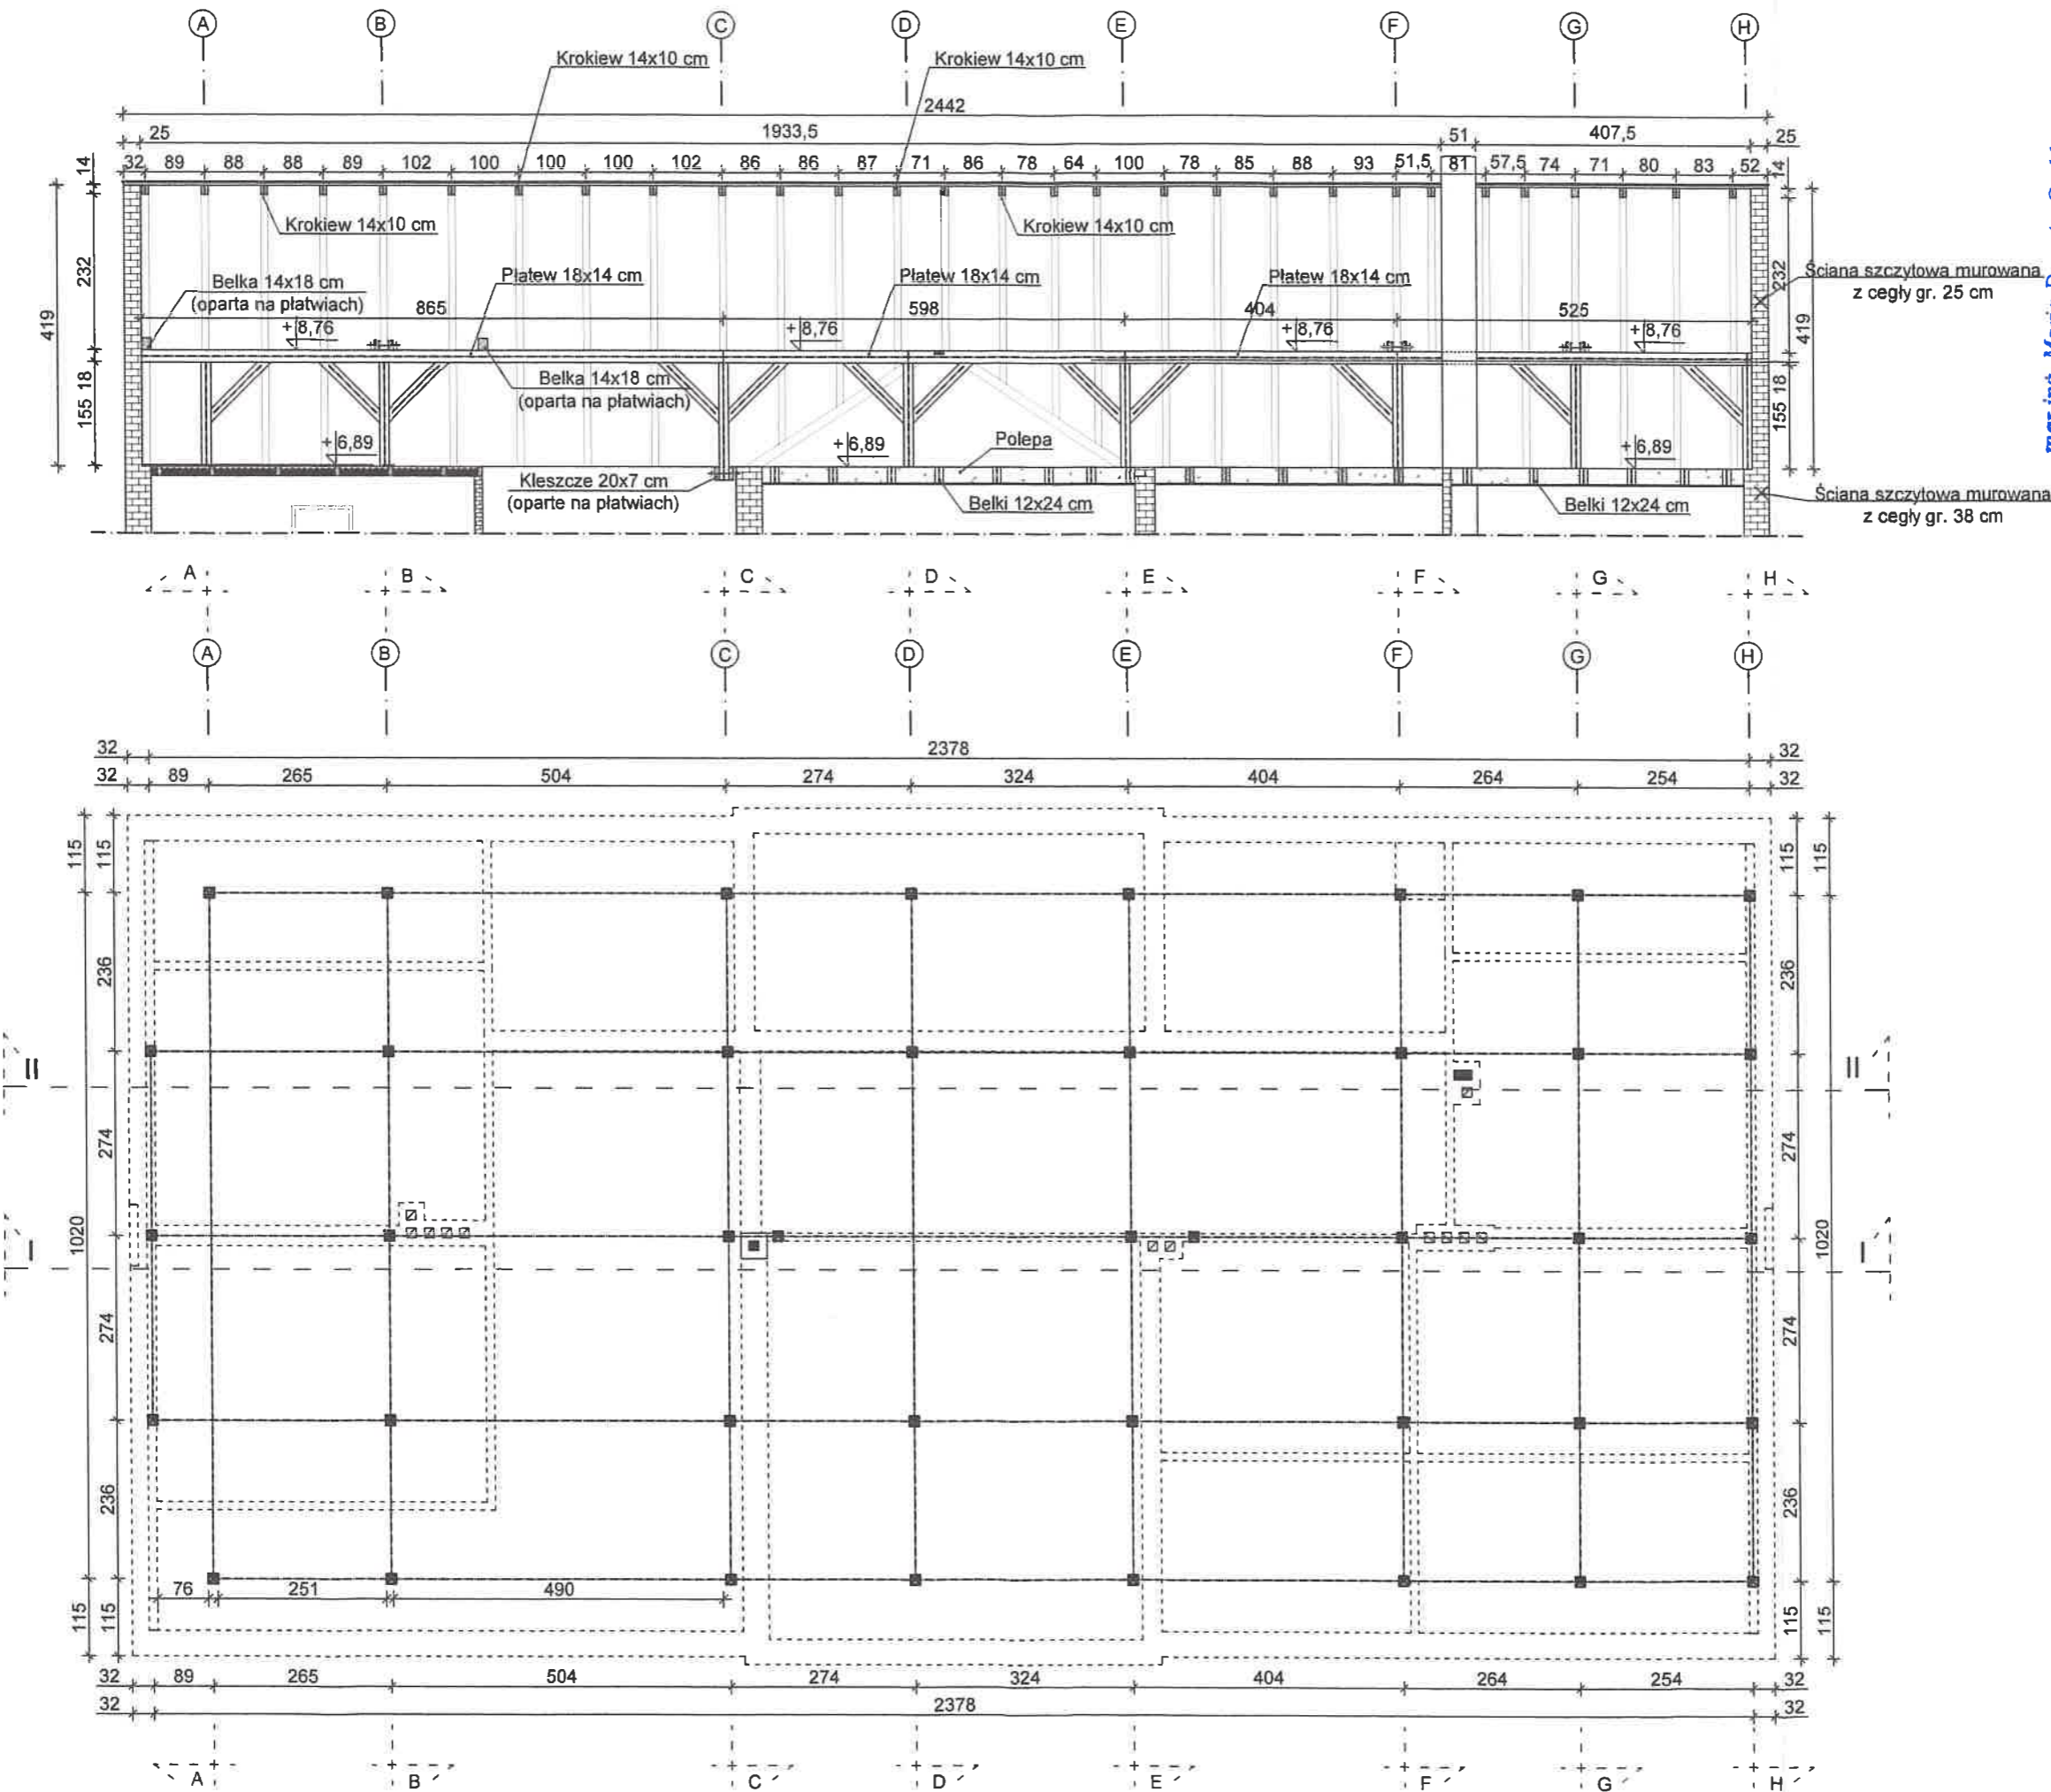 A B C D E F G H
Krokiew 14x10 cm Krokiew 14x10 cm
2442
25 1933,5 51 407,5 25
32 89 88 88 89 102 100 100 100 102 86 86 87 71 86 78 64 100 78 85 88 93 51,5 81 57,5 74 71 80 83 52
14 14
Krokiew 14x10 cm Krokiew 14x10 cm
419 232 232 419
Belka 14x18 cm
(oparta na płatwiach)
Płatew 18x14 cm Płatew 18x14 cm Płatew 18x14 cm
Ściana szczytowa murowana
z cegły gr. 25 cm
865 598 404 525
+8,76 +8,76 +8,76 +8,76
155 18 155 18
Belka 14x18 cm
(oparta na płatwiach)
+6,89 +6,89 Polepa +6,89
Kleszcze 20x7 cm
(oparte na płatwiach)
Belki 12x24 cm Belki 12x24 cm
Ściana szczytowa murowana
z cegły gr. 38 cm
A B C D E F G H
A B C D E F G H
32 2378 32
32 89 265 504 274 324 404 264 254 32
115 115 115 115
236 236
II II
274 274
1020 1020
I I
274 274
236 236
76 251 490
115 115 115 115
32 89 265 504 274 324 404 264 254 32
32 2378 32
A B C D E F G H